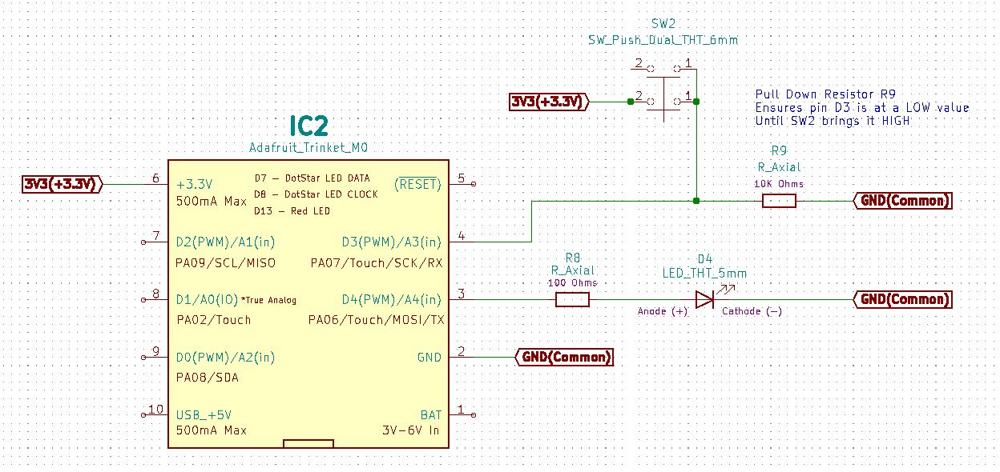 SW2
SW_Push_Dual_THT_6mm
2 1
3V3(+3.3V) 2 1
Pull Down Resistor R9
Ensures pin D3 is at a LOW value
Until SW2 brings it HIGH
IC2
Adafruit_Trinket_M0
R9
R_Axial
10K Ohms
3V3(+3.3V) 6 +3.3V
500mA Max
D7 – DotStar LED DATA
D8 – DotStar LED CLOCK
D13 – Red LED
(RESET) 5
GND(Common)
7 D2(PWM)/A1(in)
PA09/SCL/MISO
D3(PWM)/A3(in) 4
PA07/Touch/SCK/RX
R8
R_Axial
100 Ohms
D4
LED_THT_5mm
8 D1/A0(IO) *True Analog
PA02/Touch
D4(PWM)/A4(in) 3
PA06/Touch/MOSI/TX
Anode (+) Cathode (–)
GND(Common)
9 D0(PWM)/A2(in)
PA08/SDA
GND 2 GND(Common)
10 USB_+5V
500mA Max
BAT 1
3V–6V In